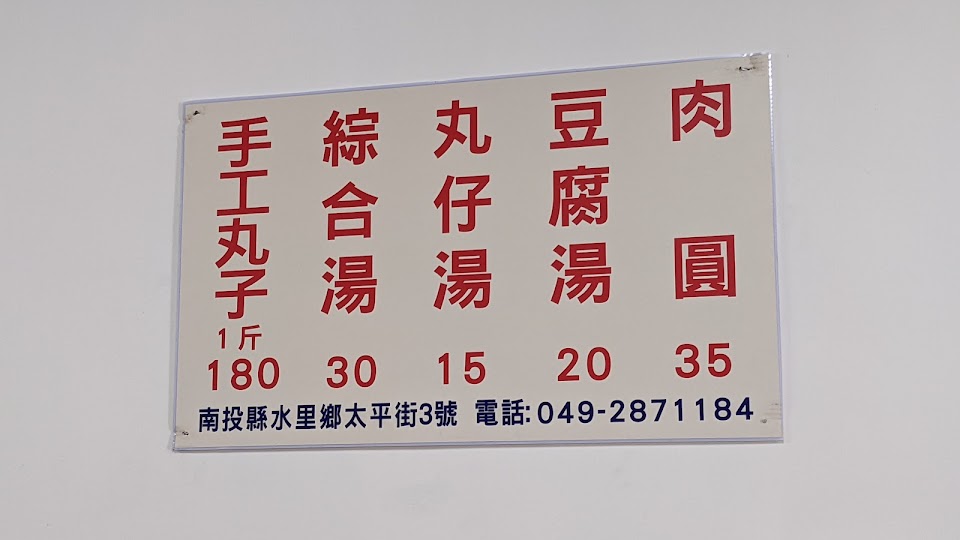 肉圓
35
豆腐湯
20
丸仔湯
15
綜合湯
30
手工丸子
1斤
180
南投縣水里鄉太平街3號 電話:049-2871184